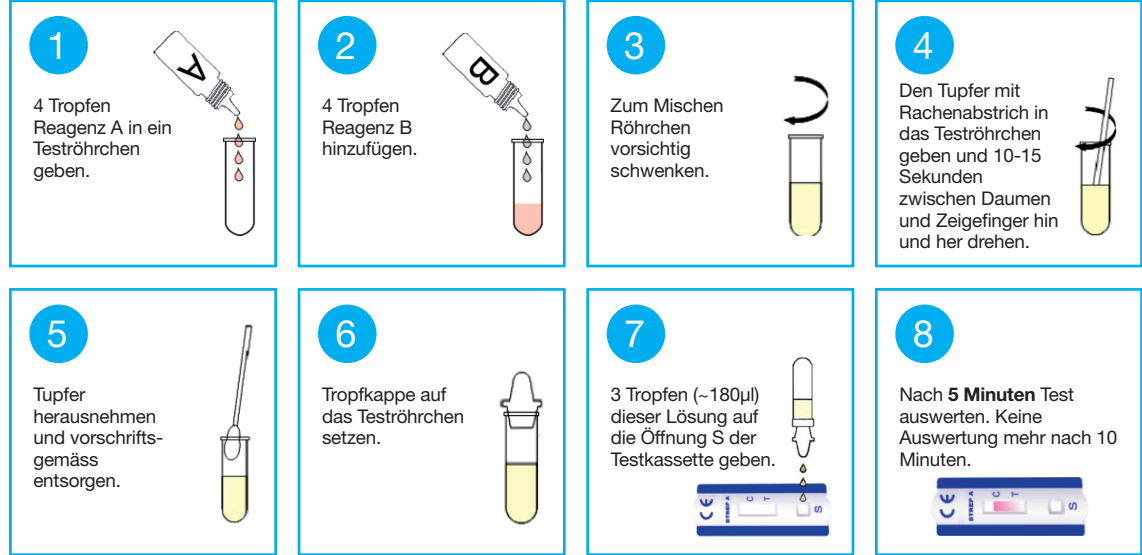 1
4 Tropfen
Reagenz A in ein
Teströhrchen
geben.
A
2
4 Tropfen
Reagenz B
hinzufügen.
B
3
Zum Mischen
Röhrchen
vorsichtig
schwenken.
4
Den Tupfer mit
Rachenabstrich in
das Teströhrchen
geben und 10-15
Sekunden
zwischen Daumen
und Zeigefinger hin
und her drehen.
5
Tupfer
herausnehmen
und vorschrifts-
gemäss
entsorgen.
6
Tropfkappe auf
das Teströhrchen
setzen.
7
3 Tropfen (~180µl)
dieser Lösung auf
die Öffnung S der
Testkassette geben.
CE
STREP A
C
T
S
8
Nach 5 Minuten Test
auswerten. Keine
Auswertung mehr nach 10
Minuten.
CE
STREP A
C
T
S